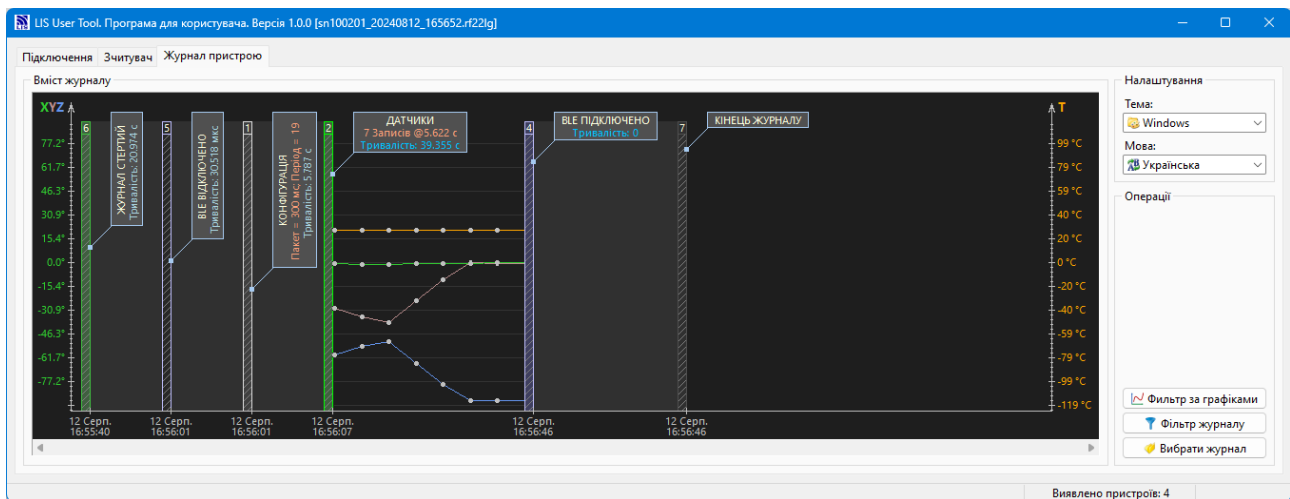 LIS User Tool. Програма для користувача. Версія 1.0.0 [sn100201_20240812_165652.rf22lg]
Підключення Зчитувач Журнал пристрою
Вміст журналу
XYZ
77.2°
61.7°
46.3°
30.9°
15.4°
0.0°
-15.4°
-30.9°
-46.3°
-61.7°
-77.2°
6
ЖУРНАЛ СТЕРТИЙ
Тривалість: 20.974 с
5
BLE ВІДКЛЮЧЕНО
Тривалість: 30.518 мкс
1
КОНФІГУРАЦІЯ
Пакет = 300 мс; Період = 19
Тривалість: 5.787 с
2
ДАТЧИКИ
7 Записів @5.622 с
Тривалість: 39.355 с
4
BLE ПІДКЛЮЧЕНО
Тривалість: 0
7
КІНЕЦЬ ЖУРНАЛУ
T
99 °C
79 °C
59 °C
40 °C
20 °C
0 °C
-20 °C
-40 °C
-59 °C
-79 °C
-99 °C
-119 °C
12 Серп.
16:55:40
12 Серп.
16:56:01
12 Серп.
16:56:01
12 Серп.
16:56:07
12 Серп.
16:56:46
12 Серп.
16:56:46
Налаштування
Тема:
Windows
Мова:
Українська
Операції
Фильтр за графіками
Фільтр журналу
Вибрати журнал
Виявлено пристроїв: 4